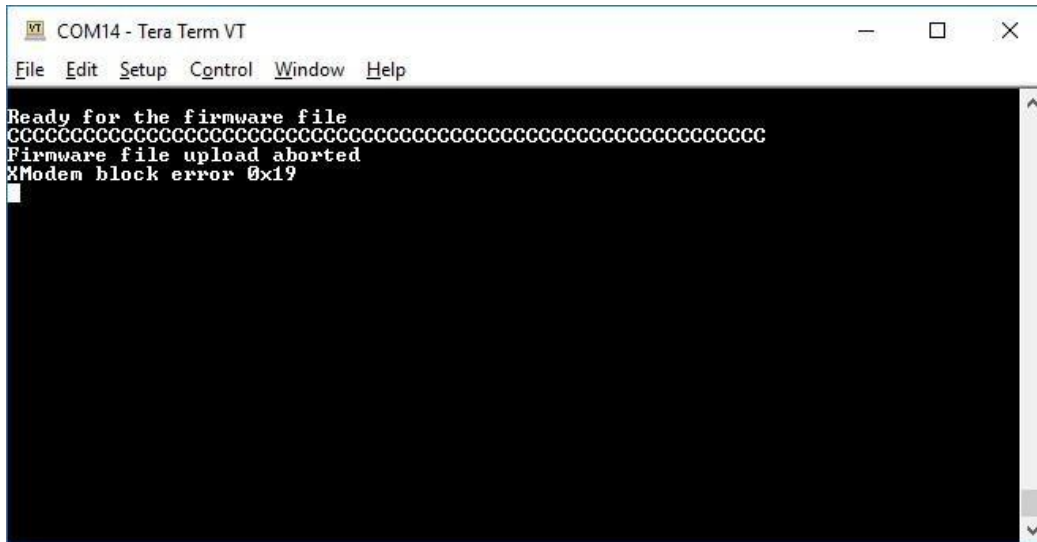 COM14 - Tera Term VT
File Edit Setup Control Window Help
Ready for the firmware file
CCCCCCCCCCCCCCCCCCCCCCCCCCCCCCCCCCCCCCCCCCCCCCCCCCCCCCCCCCCCC
Firmware file upload aborted
XModem block error 0x19